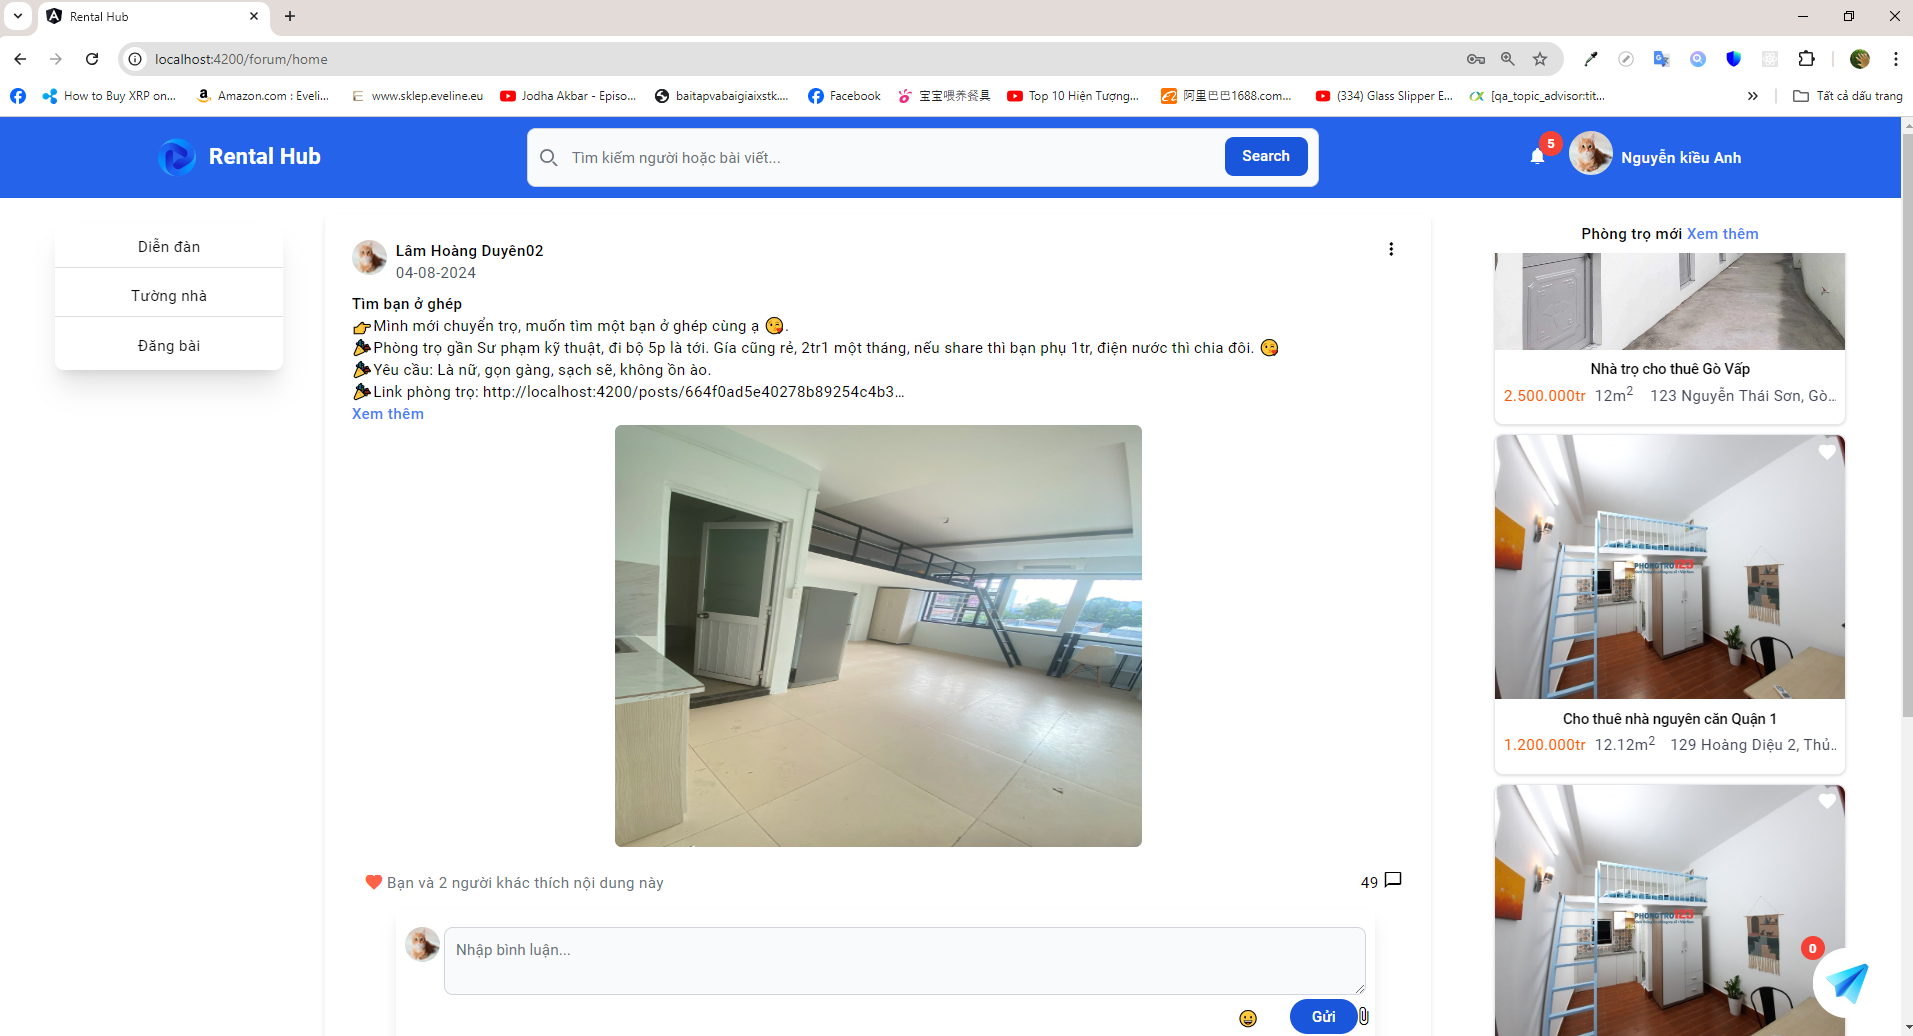 Rental Hub
localhost:4200/forum/home
How to Buy XRP on...
Amazon.com : Eveli...
www.sklep.eveline.eu
Jodha Akbar - Episo...
baitapvabaigiaixstk....
Facebook
宝宝喂养餐具
Top 10 Hiện Tượng...
阿里巴巴1688.com...
(334) Glass Slipper E...
[qa_topic_advisor:tit...
Tất cả dấu trang
Rental Hub
Tìm kiếm người hoặc bài viết...
Search
5
Nguyễn kiều Anh
Diễn đàn
Tường nhà
Đăng bài
Lâm Hoàng Duyên02
04-08-2024
Tìm bạn ở ghép
👉Mình mới chuyển trọ, muốn tìm một bạn ở ghép cùng ạ 😘.
🎉Phòng trọ gần Sư phạm kỹ thuật, đi bộ 5p là tới. Gía cũng rẻ, 2tr1 một tháng, nếu share thì bạn phụ 1tr, điện nước thì chia đôi. 😘
🎉Yêu cầu: Là nữ, gọn gàng, sạch sẽ, không ồn ào.
🎉Link phòng trọ: http://localhost:4200/posts/664f0ad5e40278b89254c4b3…
Xem thêm
Bạn và 2 người khác thích nội dung này
49
Nhập bình luận...
Gửi
Phòng trọ mới Xem thêm
Nhà trọ cho thuê Gò Vấp
2.500.000tr 12m² 123 Nguyễn Thái Sơn, Gò...
PHONGTRO123
Cho thuê nhà nguyên căn Quận 1
1.200.000tr 12.12m² 129 Hoàng Diệu 2, Thủ...
PHONGTRO123
0